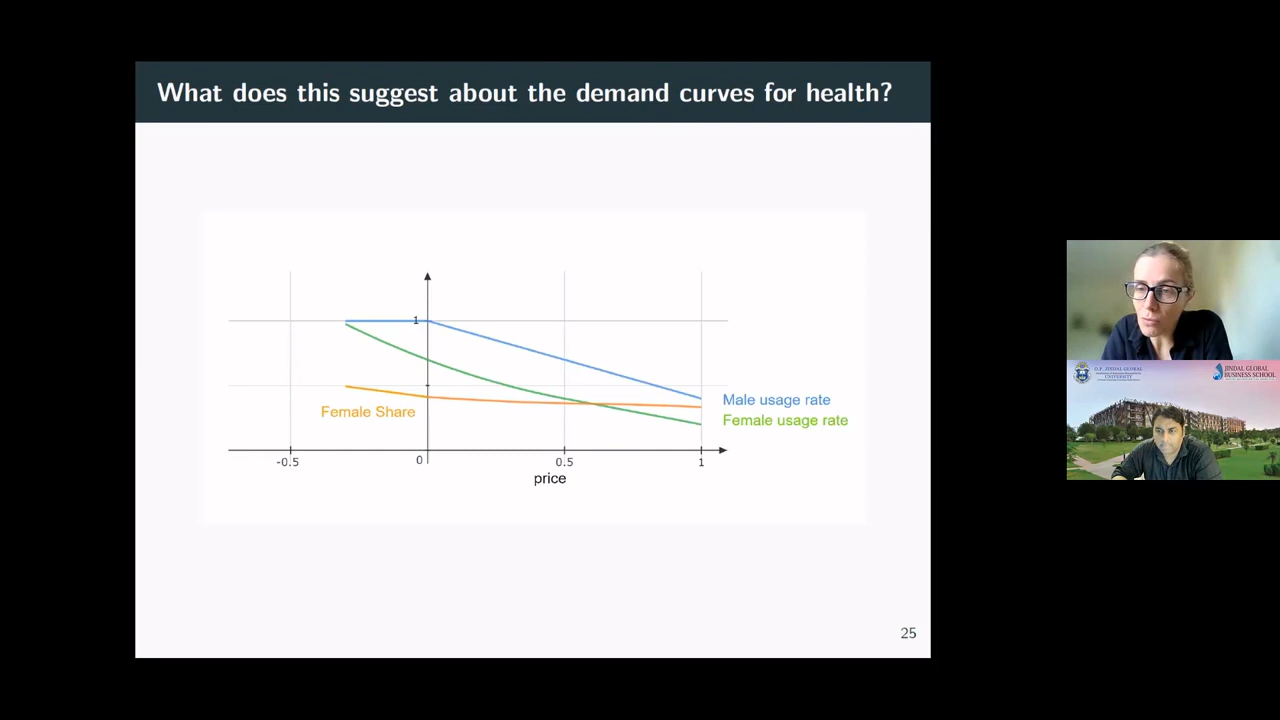 What does this suggest about the demand curves for health?
1
Male usage rate
Female Share
Female usage rate
-0.5
0
0.5
1
price
25
O.P. JINDAL GLOBAL
UNIVERSITY
JINDAL GLOBAL
BUSINESS SCHOOL